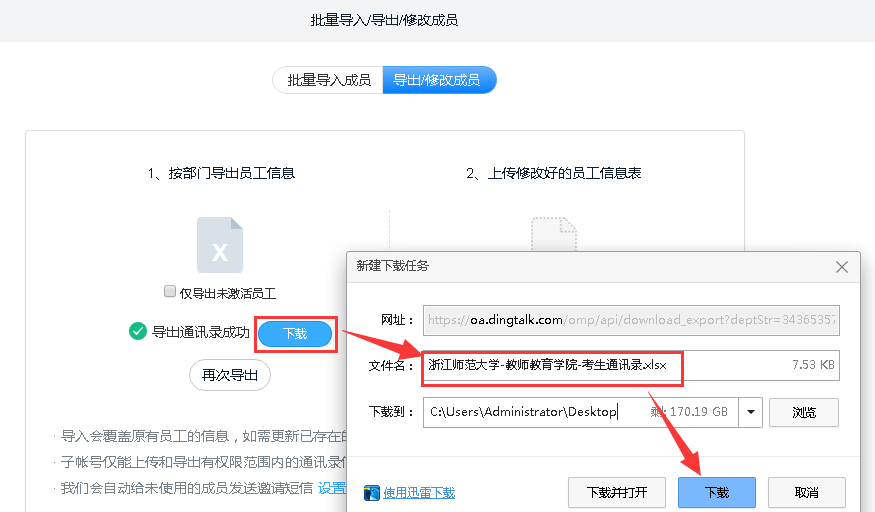 批量导入/导出/修改成员
批量导入成员 导出/修改成员
1、按部门导出员工信息
2、上传修改好的员工信息表
X
仅导出未激活员工
导出通讯录成功 下载
再次导出
· 导入会覆盖原有员工的信息，如需更新已存在的
· 子帐号仅能上传和导出有权限范围内的通讯录
· 我们会自动给未使用的成员发送邀请短信 设置
新建下载任务
网址： https://oa.dingtalk.com/omp/api/download_export?deptStr=34365357
文件名： 浙江师范大学-教师教育学院-考生通讯录.xlsx 7.53 KB
下载到： C:\Users\Administrator\Desktop 剩: 170.19 GB 浏览
使用迅雷下载 下载并打开 下载 取消